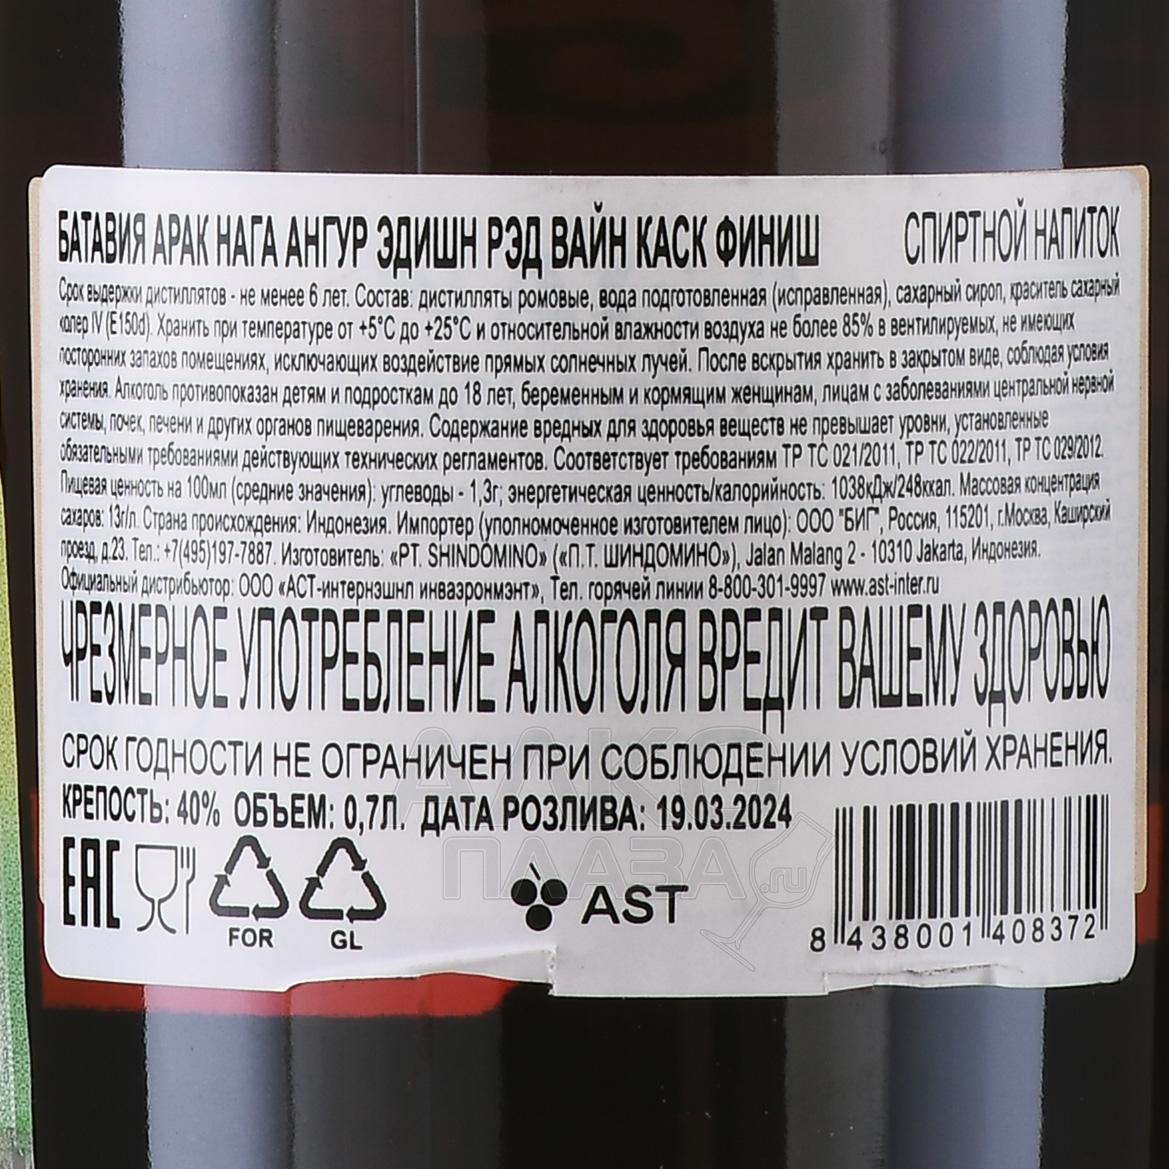 БАТАВИЯ АРАК НАГА АНГУР ЭДИШН РЭД ВАЙН КАСК ФИНИШ СПИРТНОЙ НАПИТОК
Срок выдержки дистиллятов - не менее 6 лет. Состав: дистилляты ромовые, вода подготовленная (исправленная), сахарный сироп, краситель сахарный
колер IV (E150d). Хранить при температуре от +5°C до +25°C и относительной влажности воздуха не более 85% в вентилируемых, не имеющих
посторонних запахов помещениях, исключающих воздействие прямых солнечных лучей. После вскрытия хранить в закрытом виде, соблюдая условия
хранения. Алкоголь противопоказан детям и подросткам до 18 лет, беременным и кормящим женщинам, лицам с заболеваниями центральной нервной
системы, почек, печени и других органов пищеварения. Содержание вредных для здоровья веществ не превышает уровни, установленные
обязательными требованиями действующих технических регламентов. Соответствует требованиям ТР ТС 021/2011, ТР ТС 022/2011, ТР ТС 029/2012.
Пищевая ценность на 100мл (средние значения): углеводы - 1,3г; энергетическая ценность/калорийность: 1038кДж/248ккал. Массовая концентрация
сахаров: 13г/л. Страна происхождения: Индонезия. Импортер (уполномоченное изготовителем лицо): ООО "БИГ", Россия, 115201, г.Москва, Каширский
проезд, д.23. Тел.: +7(495)197-7887. Изготовитель: «PT. SHINDOMINO» («П.Т. ШИНДОМИНО»), Jalan Malang 2 - 10310 Jakarta, Индонезия.
Официальный дистрибьютор: ООО «АСТ-интернэшнл инваэронмэнт», Тел. горячей линии 8-800-301-9997 www.ast-inter.ru
ЧРЕЗМЕРНОЕ УПОТРЕБЛЕНИЕ АЛКОГОЛЯ ВРЕДИТ ВАШЕМУ ЗДОРОВЬЮ
СРОК ГОДНОСТИ НЕ ОГРАНИЧЕН ПРИ СОБЛЮДЕНИИ УСЛОВИЙ ХРАНЕНИЯ.
КРЕПОСТЬ: 40% ОБЪЕМ: 0,7Л. ДАТА РОЗЛИВА: 19.03.2024
ЕАС
FOR GL
AST
8 438001 408372
АЛКО
ПЛАЗА.ru